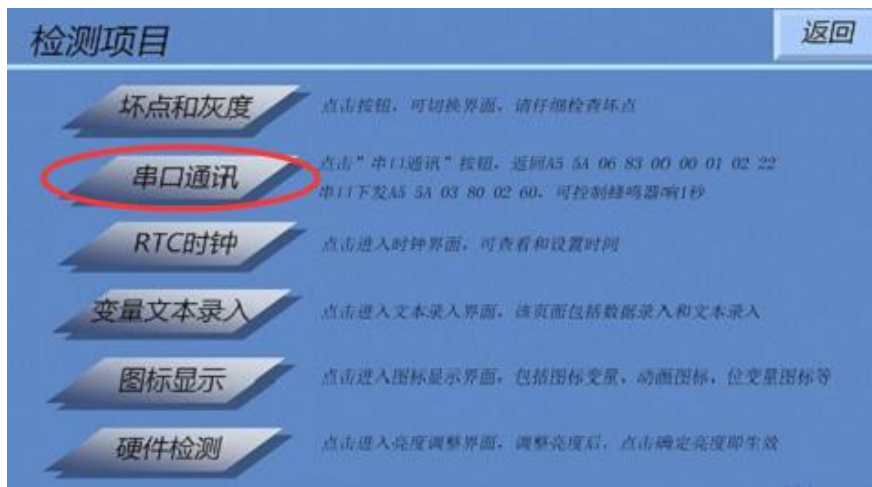 检测项目
返回
坏点和灰度
点击按钮，可切换界面，请仔细检查坏点
串口通讯
点击"串口通讯"按钮，返回A5 5A 06 83 00 00 01 02 22
串口下发A5 5A 03 80 02 60，可控制蜂鸣器响1秒
RTC时钟
点击进入时钟界面，可查看和设置时间
变量文本录入
点击进入文本录入界面，该页面包括数据录入和文本录入
图标显示
点击进入图标显示界面，包括图标变量、动画图标、位变量图标等
硬件检测
点击进入亮度调整界面，调整亮度后，点击确定亮度即生效